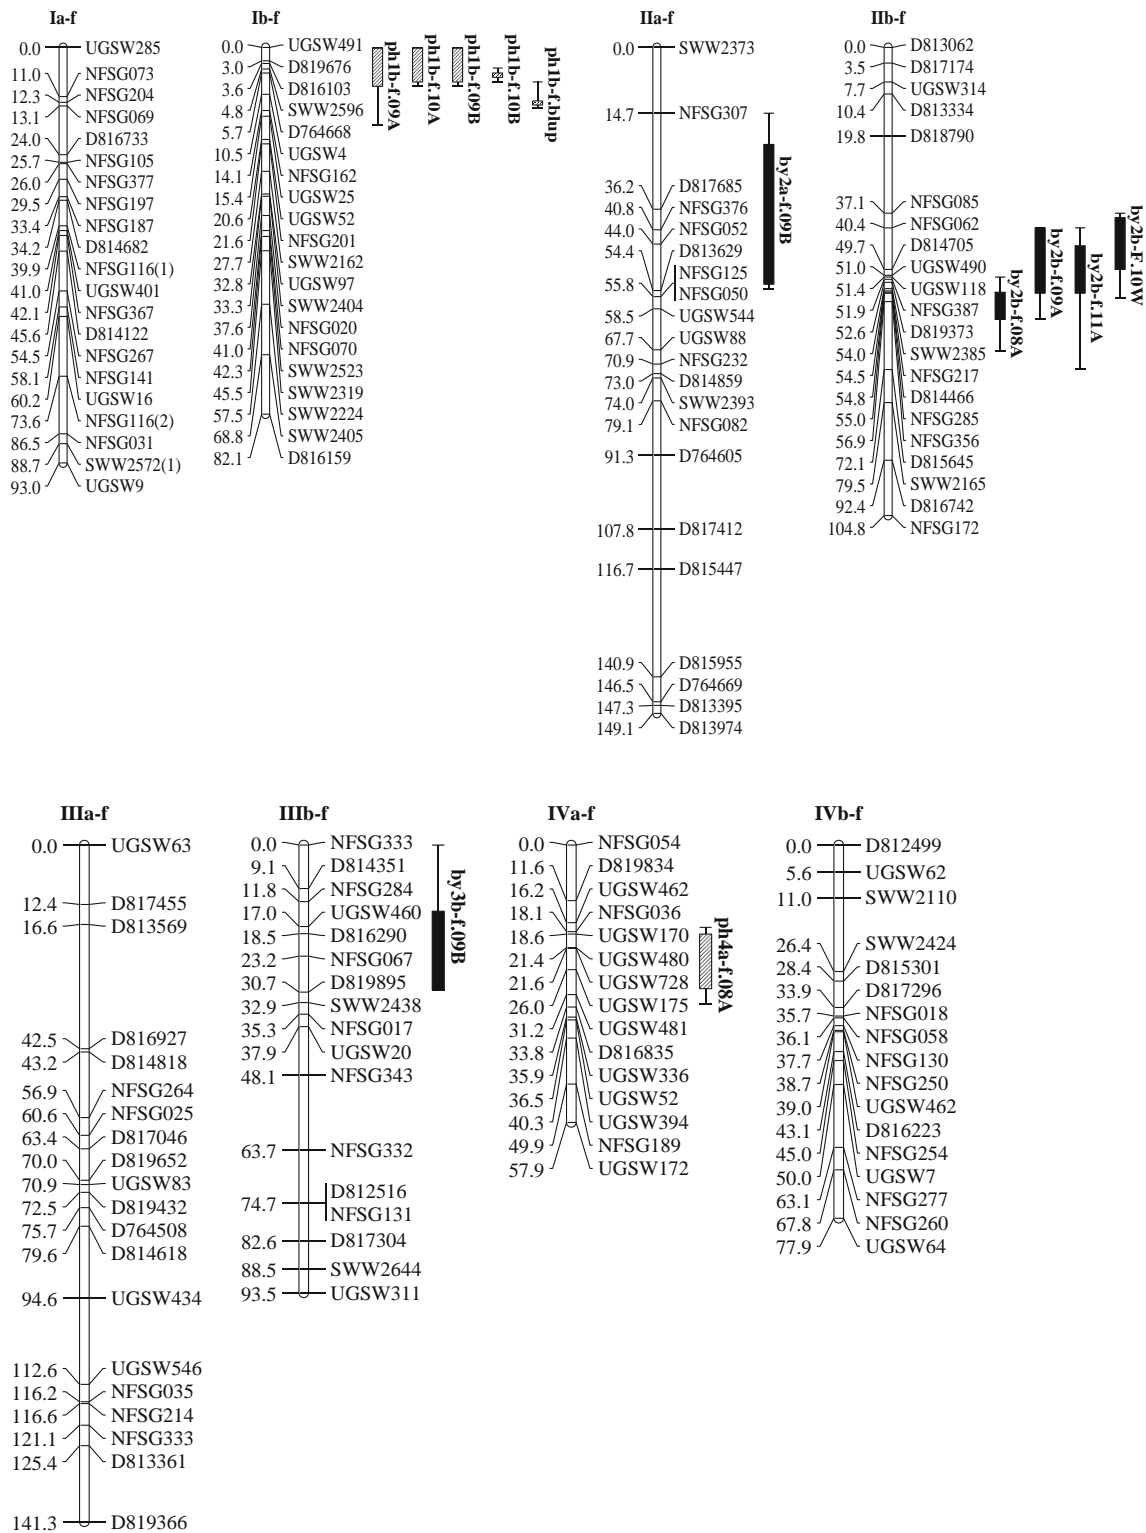 Ia-f
0.0 UGSW285
11.0 NFSG073
12.3 NFSG204
13.1 NFSG069
24.0 D816733
25.7 NFSG105
26.0 NFSG377
29.5 NFSG197
33.4 NFSG187
34.2 D814682
39.9 NFSG116(1)
41.0 UGSW401
42.1 NFSG367
45.6 D814122
54.5 NFSG267
58.1 NFSG141
60.2 UGSW16
73.6 NFSG116(2)
86.5 NFSG031
88.7 SWW2572(1)
93.0 UGSW9
Ib-f
0.0 UGSW491
3.0 D819676
3.6 D816103
4.8 SWW2596
5.7 D764668
10.5 UGSW4
14.1 NFSG162
15.4 UGSW25
20.6 UGSW52
21.6 NFSG201
27.7 SWW2162
32.8 UGSW97
33.3 SWW2404
37.6 NFSG020
41.0 NFSG070
42.3 SWW2523
45.5 SWW2319
57.5 SWW2224
68.8 SWW2405
82.1 D816159
ph1b-f.09A
ph1b-f.10A
ph1b-f.09B
ph1b-f.10B
ph1b-f.blup
IIa-f
0.0 SWW2373
14.7 NFSG307
36.2 D817685
40.8 NFSG376
44.0 NFSG052
54.4 D813629
NFSG125
55.8
NFSG050
58.5 UGSW544
67.7 UGSW88
70.9 NFSG232
73.0 D814859
74.0 SWW2393
79.1 NFSG082
91.3 D764605
107.8 D817412
116.7 D815447
140.9 D815955
146.5 D764669
147.3 D813395
149.1 D813974
by2a-f.09B
IIb-f
0.0 D813062
3.5 D817174
7.7 UGSW314
10.4 D813334
19.8 D818790
37.1 NFSG085
40.4 NFSG062
49.7 D814705
51.0 UGSW490
51.4 UGSW118
51.9 NFSG387
52.6 D819373
54.0 SWW2385
54.5 NFSG217
54.8 D814466
55.0 NFSG285
56.9 NFSG356
72.1 D815645
79.5 SWW2165
92.4 D816742
104.8 NFSG172
by2b-f.08A
by2b-f.09A
by2b-f.11A
by2b-F.10W
IIIa-f
0.0 UGSW63
12.4 D817455
16.6 D813569
42.5 D816927
43.2 D814818
56.9 NFSG264
60.6 NFSG025
63.4 D817046
70.0 D819652
70.9 UGSW83
72.5 D819432
75.7 D764508
79.6 D814618
94.6 UGSW434
112.6 UGSW546
116.2 NFSG035
116.6 NFSG214
121.1 NFSG333
125.4 D813361
141.3 D819366
IIIb-f
0.0 NFSG333
9.1 D814351
11.8 NFSG284
17.0 UGSW460
18.5 D816290
23.2 NFSG067
30.7 D819895
32.9 SWW2438
35.3 NFSG017
37.9 UGSW20
48.1 NFSG343
63.7 NFSG332
D812516
74.7
NFSG131
82.6 D817304
88.5 SWW2644
93.5 UGSW311
by3b-f.09B
IVa-f
0.0 NFSG054
11.6 D819834
16.2 UGSW462
18.1 NFSG036
18.6 UGSW170
21.4 UGSW480
21.6 UGSW728
26.0 UGSW175
31.2 UGSW481
33.8 D816835
35.9 UGSW336
36.5 UGSW52
40.3 UGSW394
49.9 NFSG189
57.9 UGSW172
ph4a-f.08A
IVb-f
0.0 D812499
5.6 UGSW62
11.0 SWW2110
26.4 SWW2424
28.4 D815301
33.9 D817296
35.7 NFSG018
36.1 NFSG058
37.7 NFSG130
38.7 NFSG250
39.0 UGSW462
43.1 D816223
45.0 NFSG254
50.0 UGSW7
63.1 NFSG277
67.8 NFSG260
77.9 UGSW64